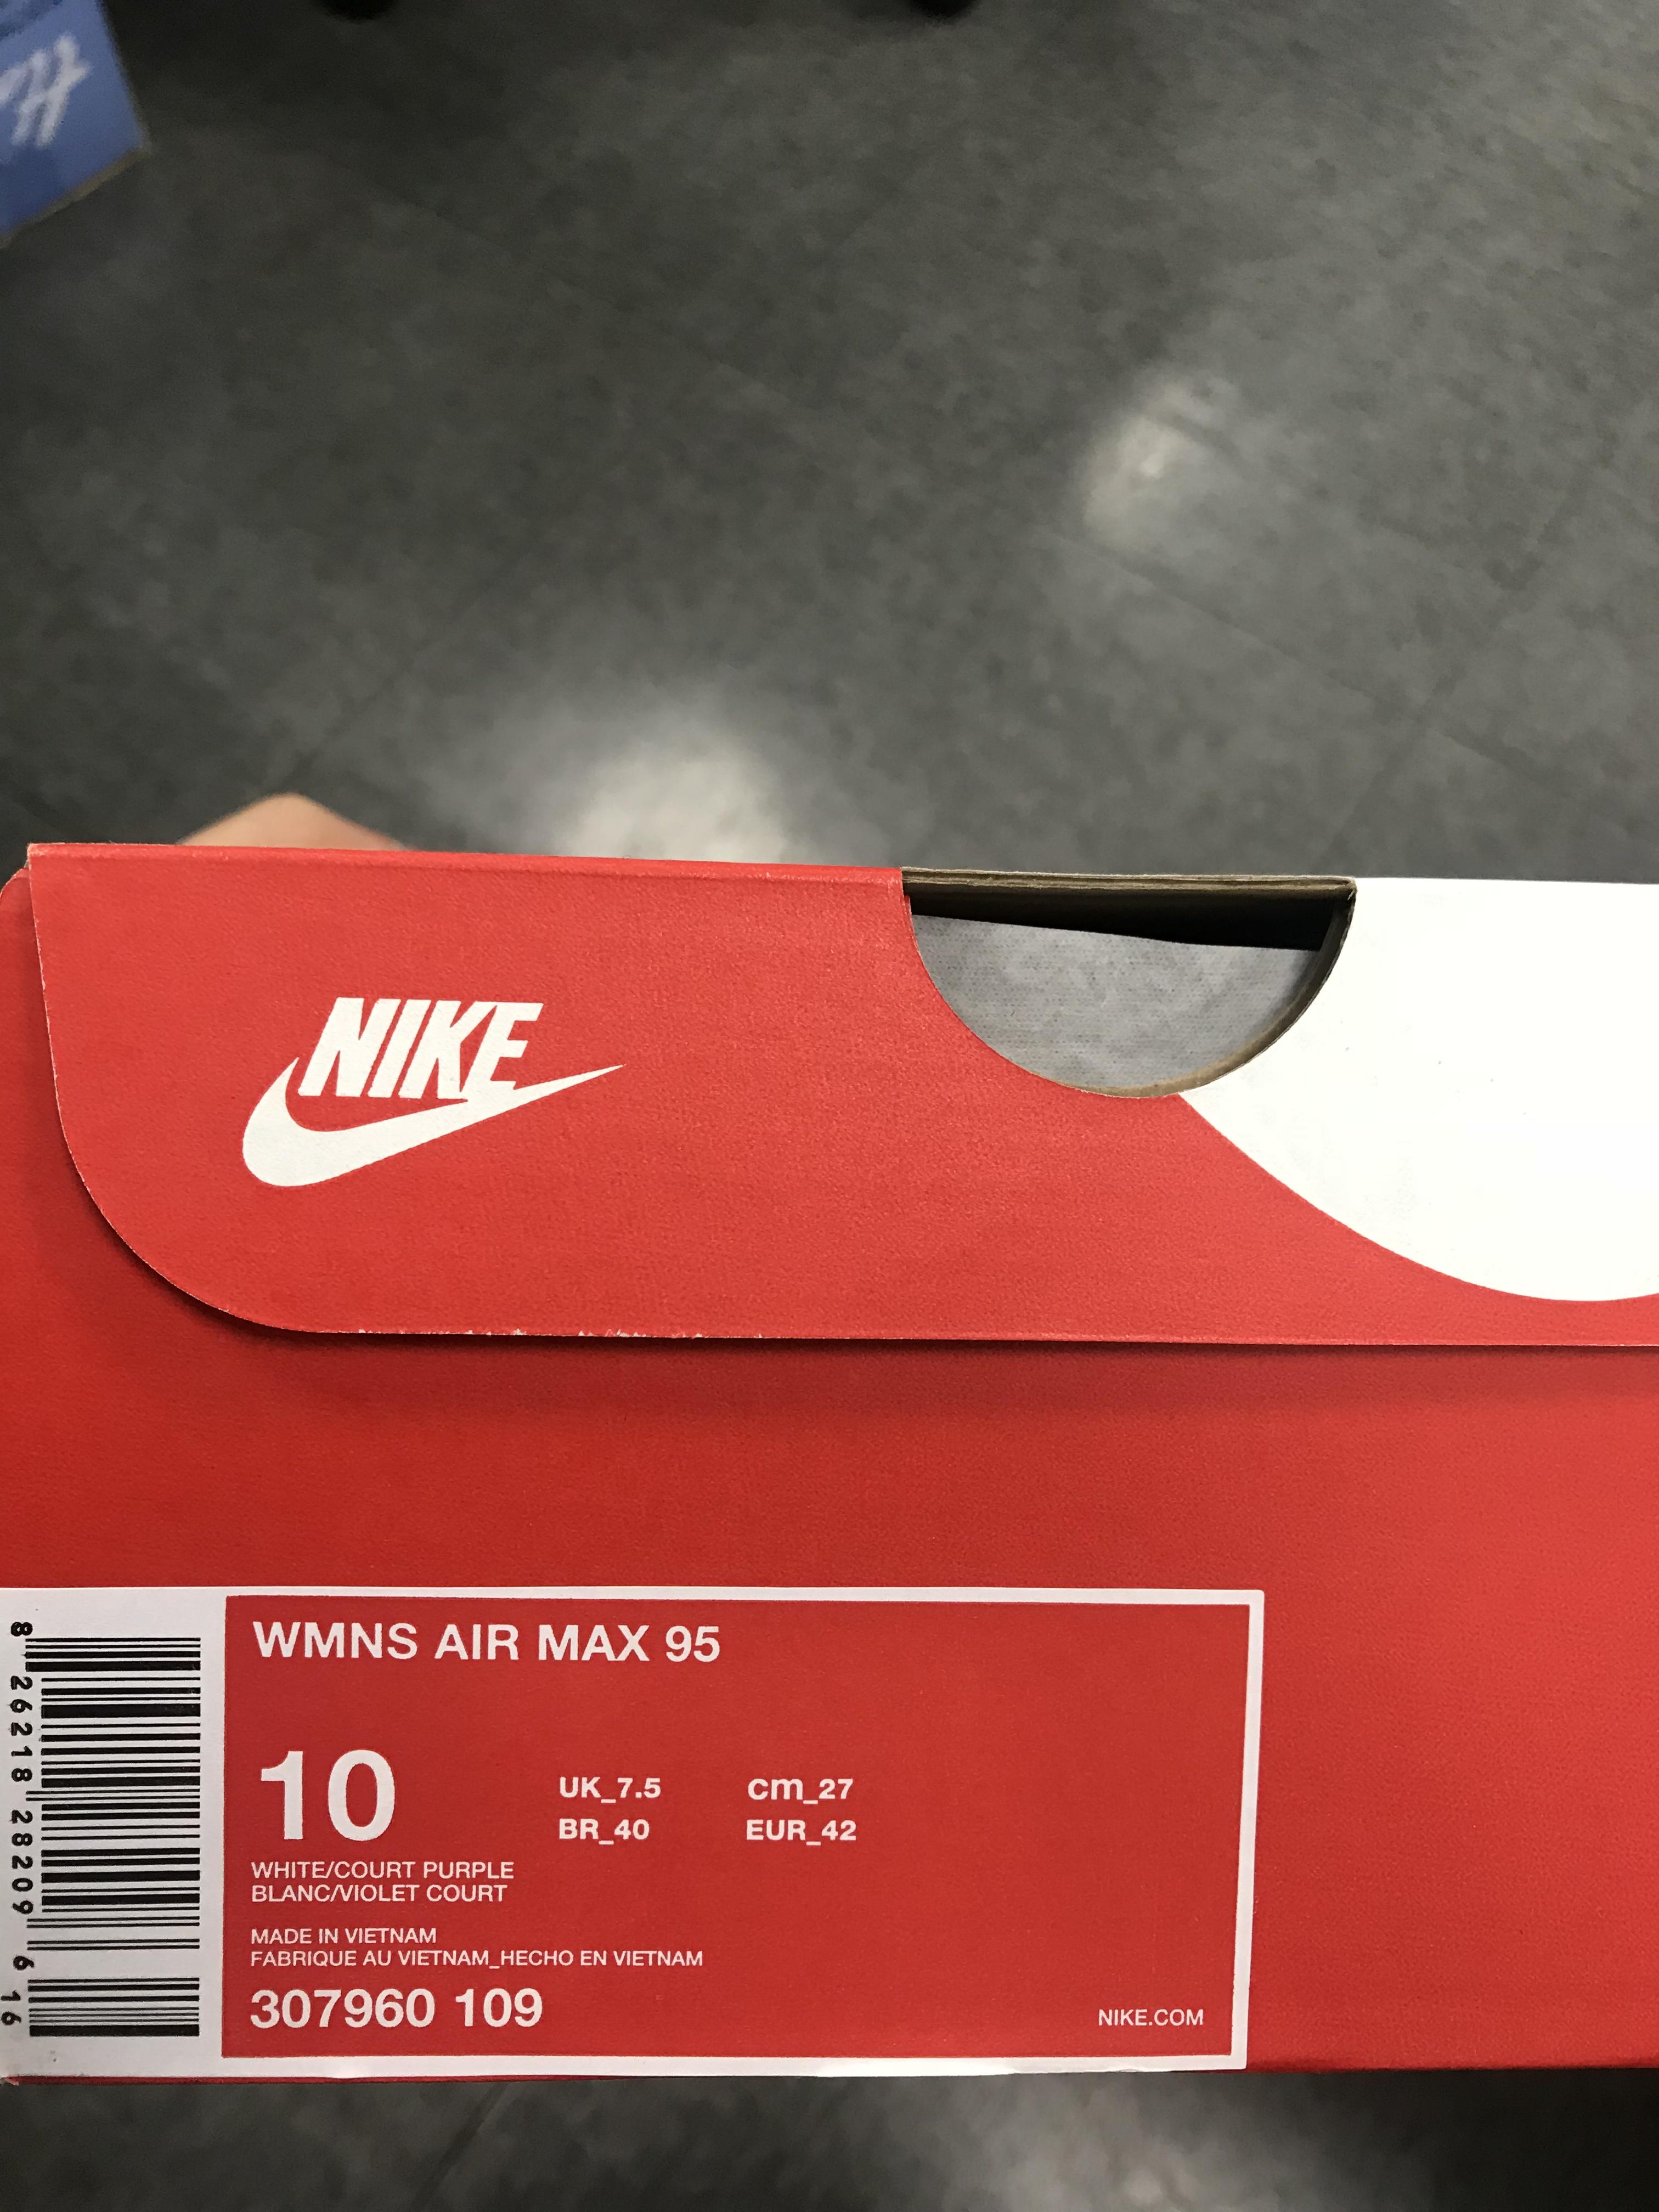 NIKE
WMNS AIR MAX 95
10
UK_7.5 cm_27
BR_40 EUR_42
WHITE/COURT PURPLE
BLANC/VIOLET COURT
MADE IN VIETNAM
FABRIQUE AU VIETNAM_HECHO EN VIETNAM
307960 109
NIKE.COM
8 26218 28209 6 16